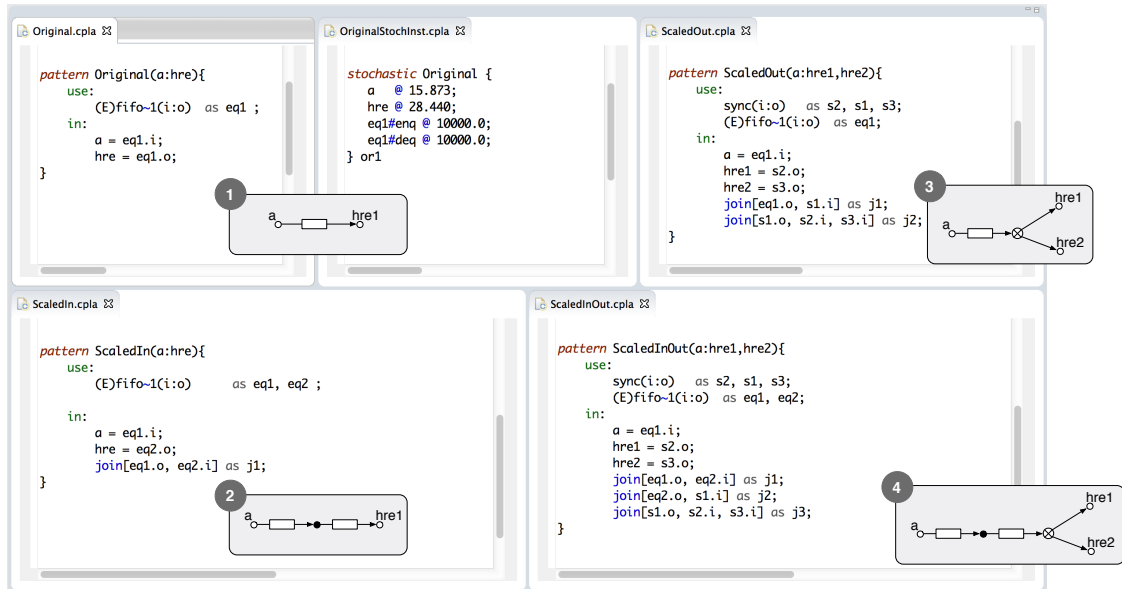 Original.cpla
pattern Original(a:hre){
use:
(E)fifo~1(i:o) as eq1 ;
in:
a = eq1.i;
hre = eq1.o;
}
1
a
hre1
OriginalStochInst.cpla
stochastic Original {
a @ 15.873;
hre @ 28.440;
eq1#enq @ 10000.0;
eq1#deq @ 10000.0;
} or1
ScaledOut.cpla
pattern ScaledOut(a:hre1,hre2){
use:
sync(i:o) as s2, s1, s3;
(E)fifo~1(i:o) as eq1;
in:
a = eq1.i;
hre1 = s2.o;
hre2 = s3.o;
join[eq1.o, s1.i] as j1;
join[s1.o, s2.i, s3.i] as j2;
}
3
a
hre1
hre2
ScaledIn.cpla
pattern ScaledIn(a:hre){
use:
(E)fifo~1(i:o) as eq1, eq2 ;
in:
a = eq1.i;
hre = eq2.o;
join[eq1.o, eq2.i] as j1;
}
2
a
hre1
ScaledInOut.cpla
pattern ScaledInOut(a:hre1,hre2){
use:
sync(i:o) as s2, s1, s3;
(E)fifo~1(i:o) as eq1, eq2;
in:
a = eq1.i;
hre1 = s2.o;
hre2 = s3.o;
join[eq1.o, eq2.i] as j1;
join[eq2.o, s1.i] as j2;
join[s1.o, s2.i, s3.i] as j3;
}
4
a
hre1
hre2